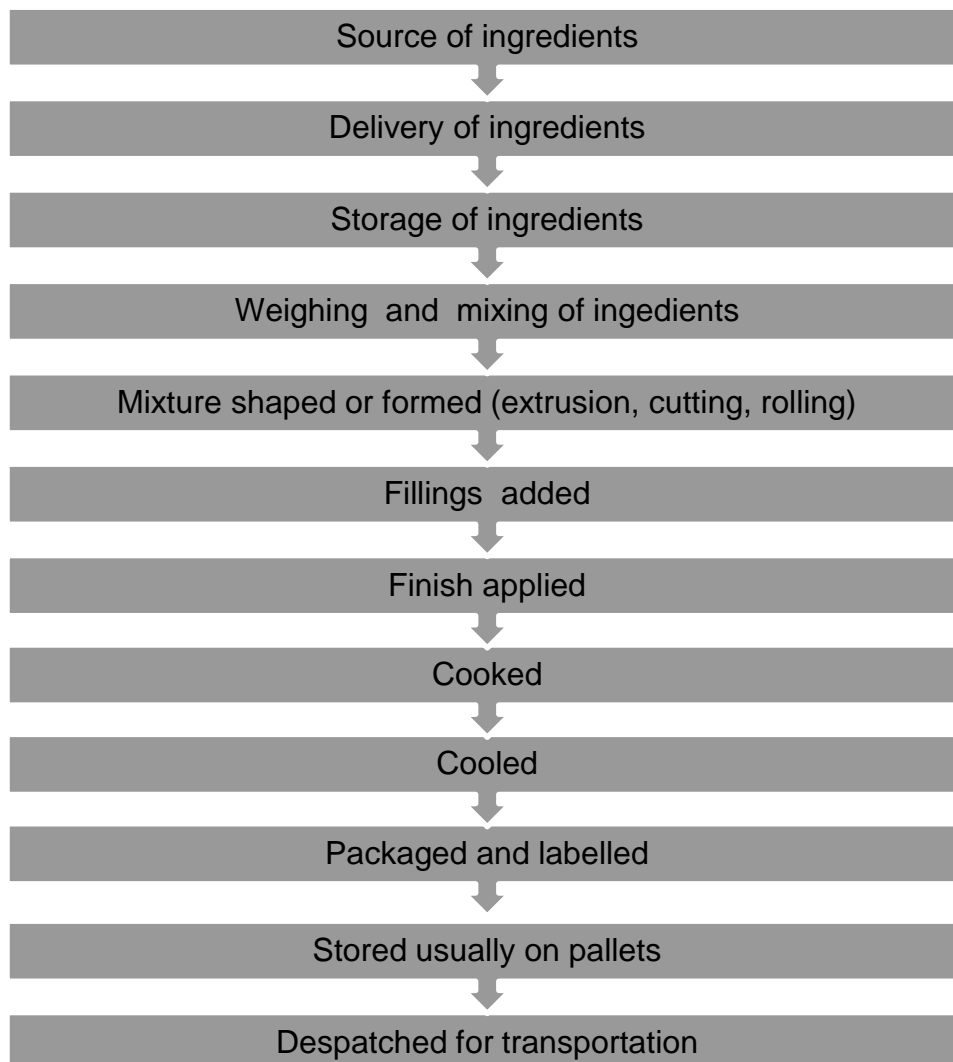 Source of ingredients
Delivery of ingredients
Storage of ingredients
Weighing and mixing of ingedients
Mixture shaped or formed (extrusion, cutting, rolling)
Fillings added
Finish applied
Cooked
Cooled
Packaged and labelled
Stored usually on pallets
Despatched for transportation